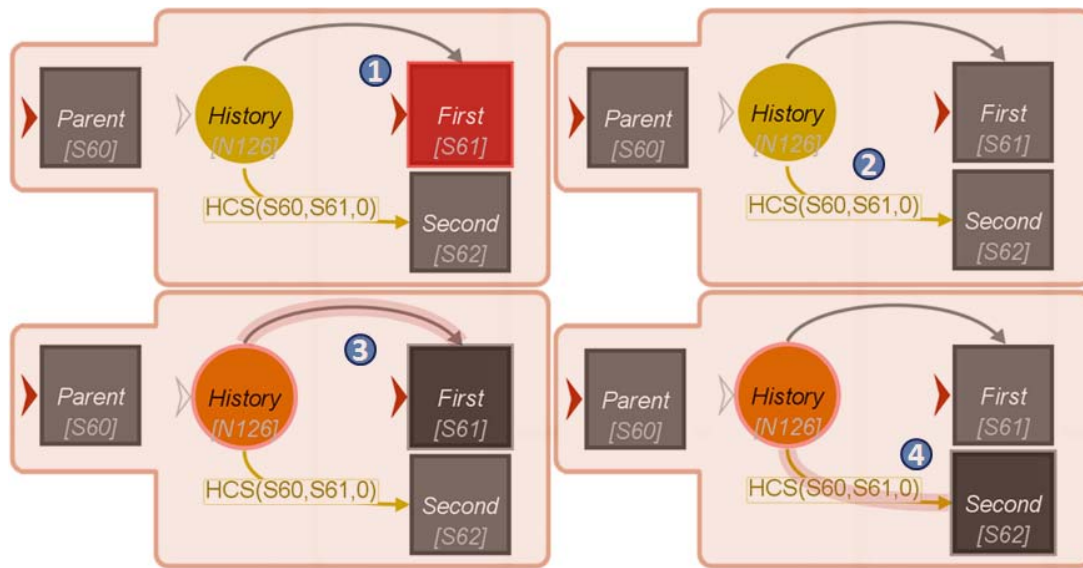 1
History
[N126]
Parent
[S60]
First
[S61]
HCS(S60,S61,0)
Second
[S62]
History
[N126]
Parent
[S60]
First
[S61]
2
HCS(S60,S61,0)
Second
[S62]
3
History
[N126]
Parent
[S60]
First
[S61]
HCS(S60,S61,0)
Second
[S62]
History
[N126]
Parent
[S60]
First
[S61]
4
HCS(S60,S61,0)
Second
[S62]